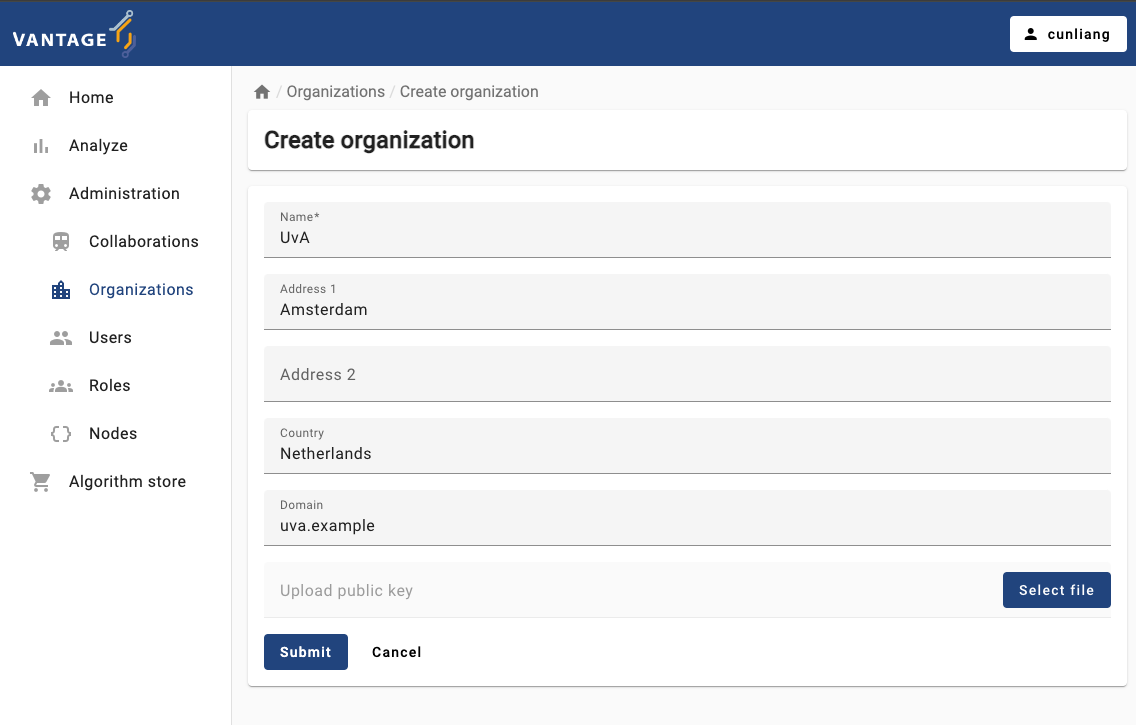 VANTAGE
cunliang
Home
Analyze
Administration
Collaborations
Organizations
Users
Roles
Nodes
Algorithm store
/ Organizations / Create organization
Create organization
Name*
UvA
Address 1
Amsterdam
Address 2
Country
Netherlands
Domain
uva.example
Upload public key
Select file
Submit Cancel